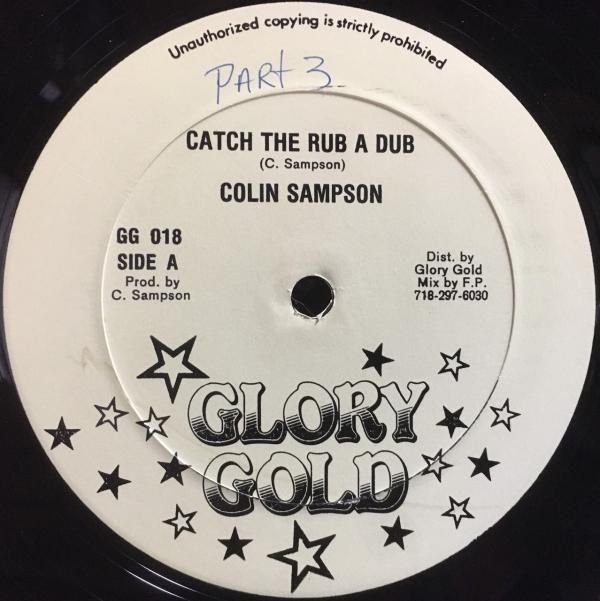 Unauthorized copying is strictly prohibited
PART 3
CATCH THE RUB A DUB
(C. Sampson)
COLIN SAMPSON
GG 018
SIDE A
Prod. by
C. Sampson
Dist. by
Glory Gold
Mix by F.P.
718-297-6030
GLORY
GOLD